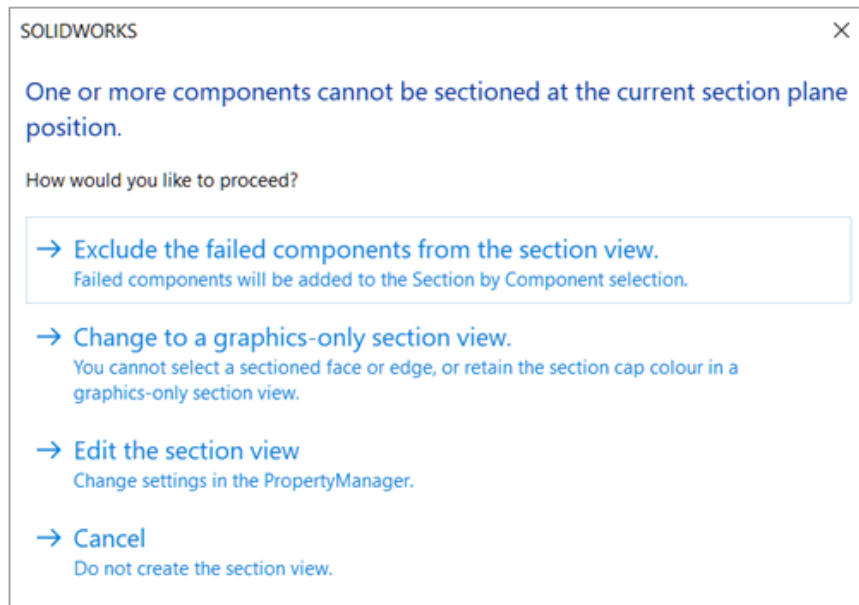 SOLIDWORKS
One or more components cannot be sectioned at the current section plane
position.
How would you like to proceed?
Exclude the failed components from the section view.
Failed components will be added to the Section by Component selection.
Change to a graphics-only section view.
You cannot select a sectioned face or edge, or retain the section cap colour in a
graphics-only section view.
Edit the section view
Change settings in the PropertyManager.
Cancel
Do not create the section view.